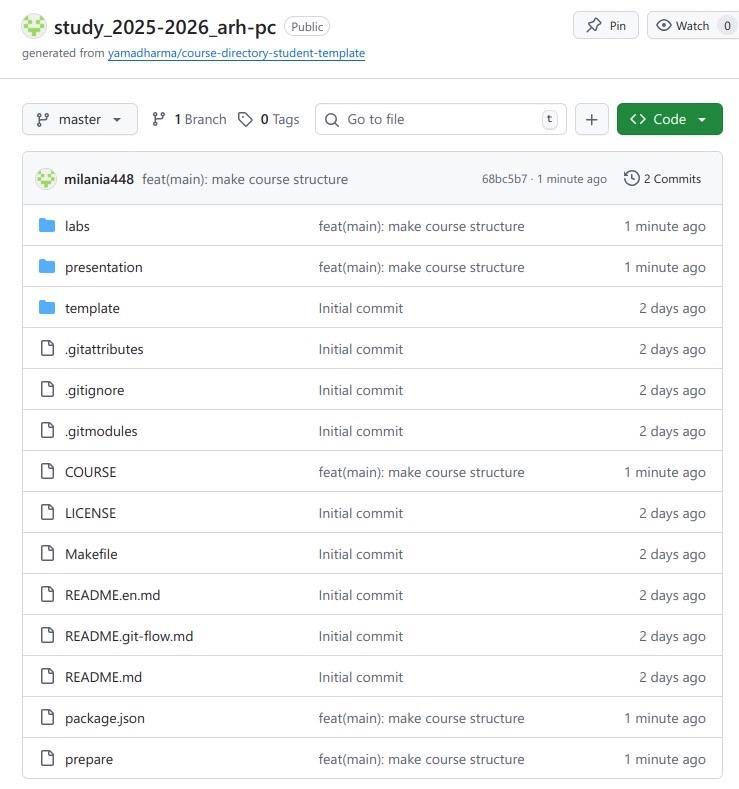 study_2025-2026_arh-pc Public Pin Watch 0
generated from yamadharma/course-directory-student-template
master 1 Branch 0 Tags Go to file t + Code
milania448 feat(main): make course structure 68bc5b7 · 1 minute ago 2 Commits
labs feat(main): make course structure 1 minute ago
presentation feat(main): make course structure 1 minute ago
template Initial commit 2 days ago
.gitattributes Initial commit 2 days ago
.gitignore Initial commit 2 days ago
.gitmodules Initial commit 2 days ago
COURSE feat(main): make course structure 1 minute ago
LICENSE Initial commit 2 days ago
Makefile Initial commit 2 days ago
README.en.md Initial commit 2 days ago
README.git-flow.md Initial commit 2 days ago
README.md Initial commit 2 days ago
package.json feat(main): make course structure 1 minute ago
prepare feat(main): make course structure 1 minute ago